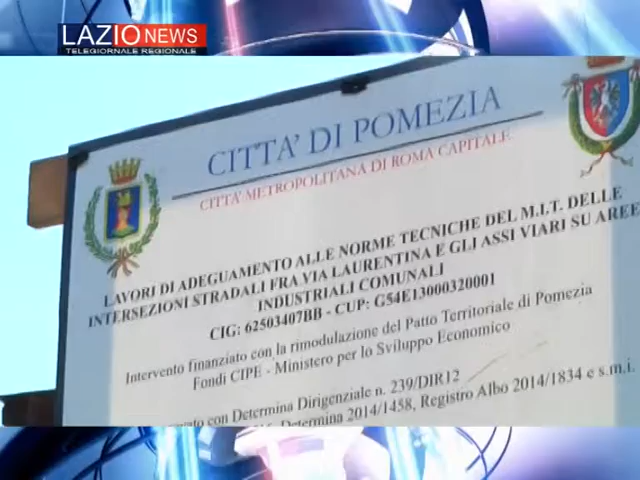 LAZIONEWS
TELEGIORNALE REGIONALE
CITTA' DI POMEZIA
CITTA' METROPOLITANA DI ROMA CAPITALE
LAVORI DI ADEGUAMENTO ALLE NORME TECNICHE DEL M.I.T. DELLE
INTERSEZIONI STRADALI FRA VIA LAURENTINA E GLI ASSI VIARI SU AREE
INDUSTRIALI COMUNALI
CIG: 62503407BB - CUP: G54E13000320001
Intervento finanziato con la rimodulazione del Patto Territoriale di Pomezia
Fondi CIPE - Ministero per lo Sviluppo Economico
con Determina Dirigenziale n. 239/DIR12
Determina 2014/1458, Registro Albo 2014/1834 e s.m.i.